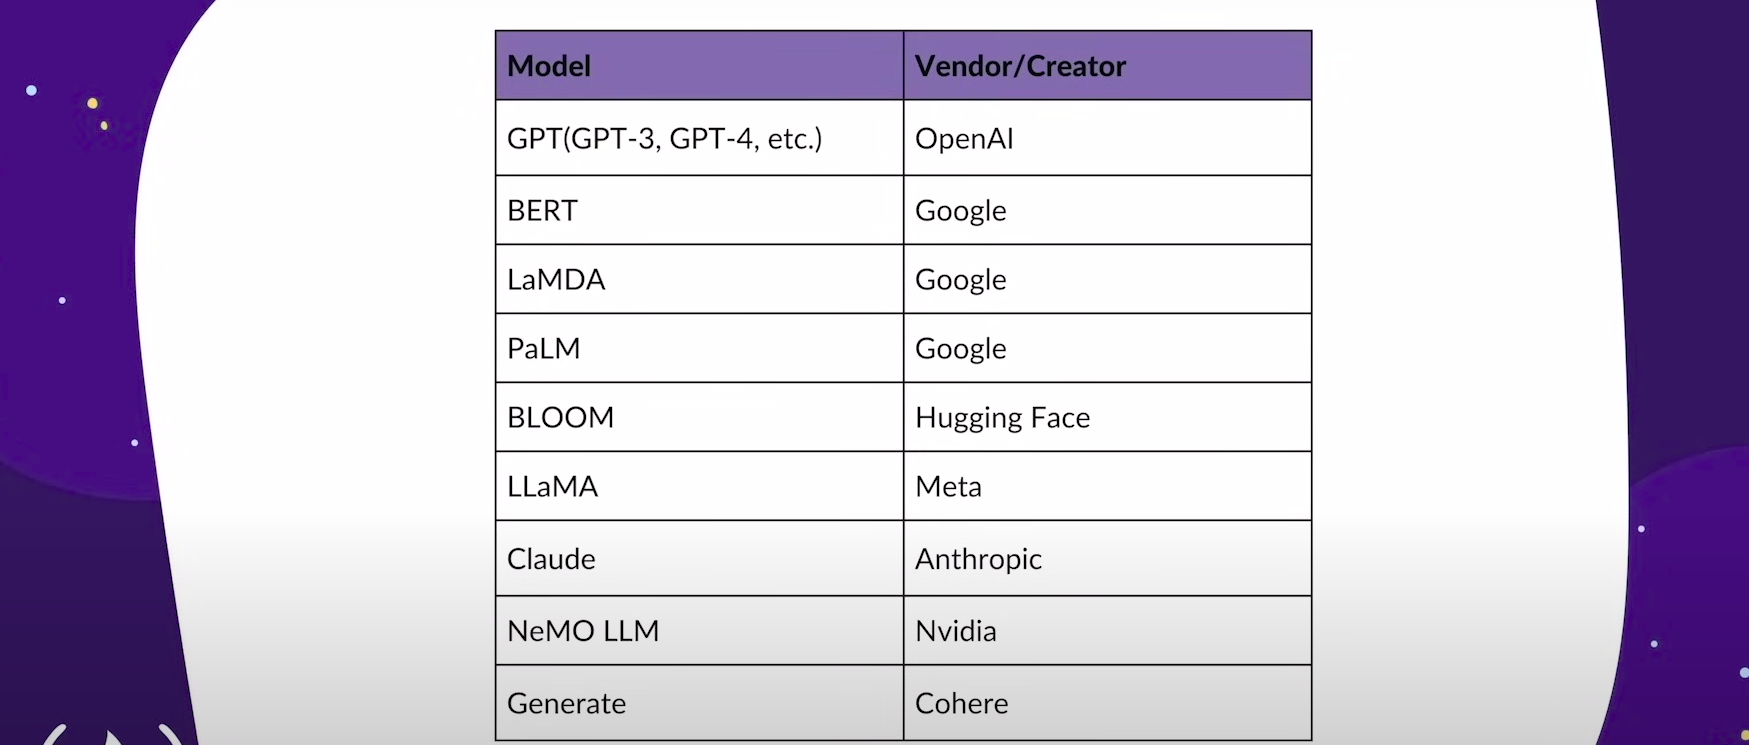 Model Vendor/Creator
GPT(GPT-3, GPT-4, etc.) OpenAI
BERT Google
LaMDA Google
PaLM Google
BLOOM Hugging Face
LLaMA Meta
Claude Anthropic
NeMO LLM Nvidia
Generate Cohere